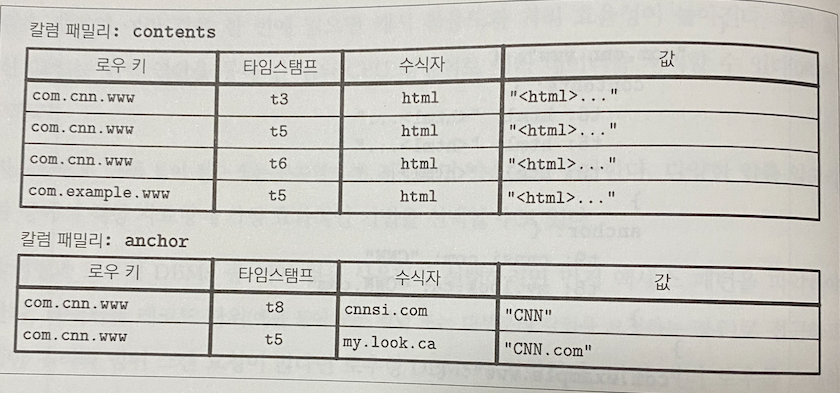 칼럼 패밀리: contents
로우 키 타임스탬프 수식자 값
com.cnn.www t3 html "<html>..."
com.cnn.www t5 html "<html>..."
com.cnn.www t6 html "<html>..."
com.example.www t5 html "<html>..."
칼럼 패밀리: anchor
로우 키 타임스탬프 수식자 값
com.cnn.www t8 cnnsi.com "CNN"
com.cnn.www t5 my.look.ca "CNN.com"